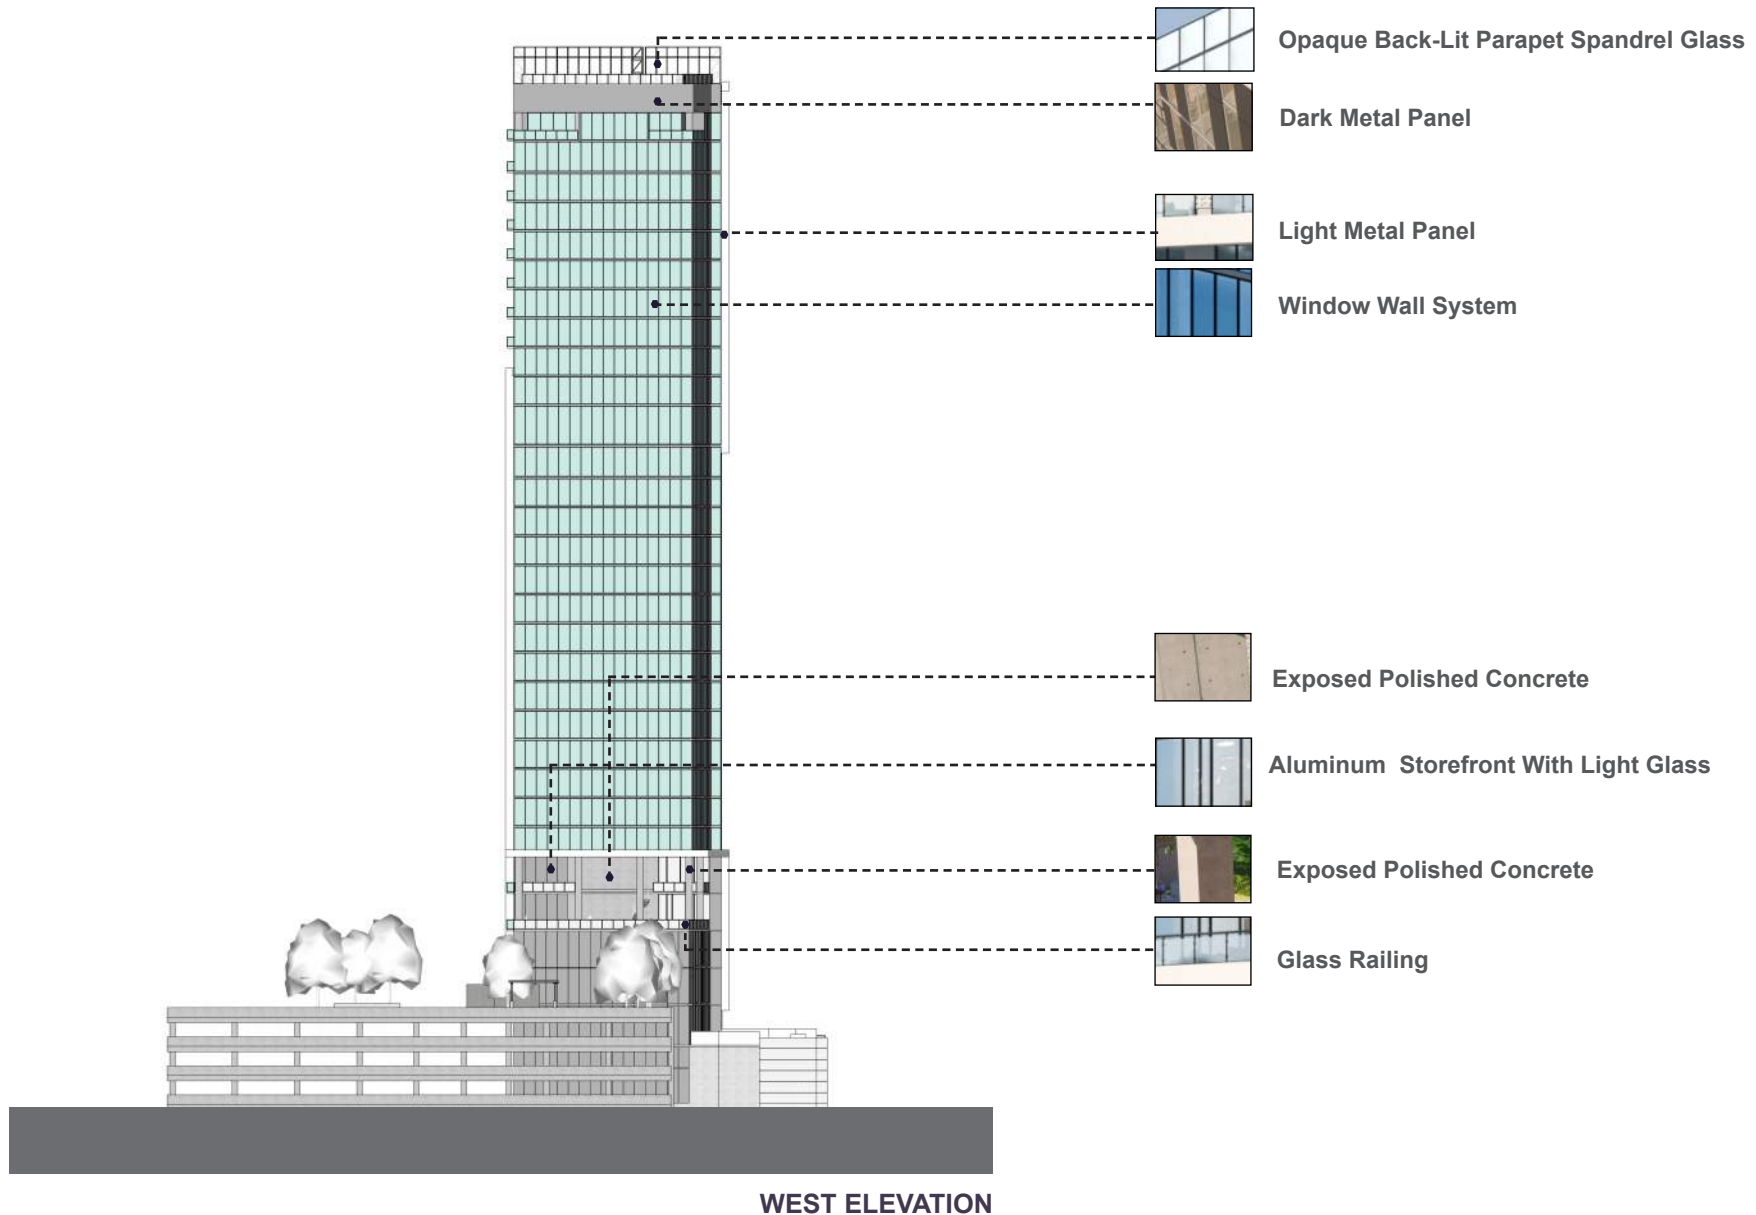 Opaque Back-Lit Parapet Spandrel Glass
Dark Metal Panel
Light Metal Panel
Window Wall System
Exposed Polished Concrete
Aluminum  Storefront With Light Glass
Exposed Polished Concrete
Glass Railing
WEST ELEVATION